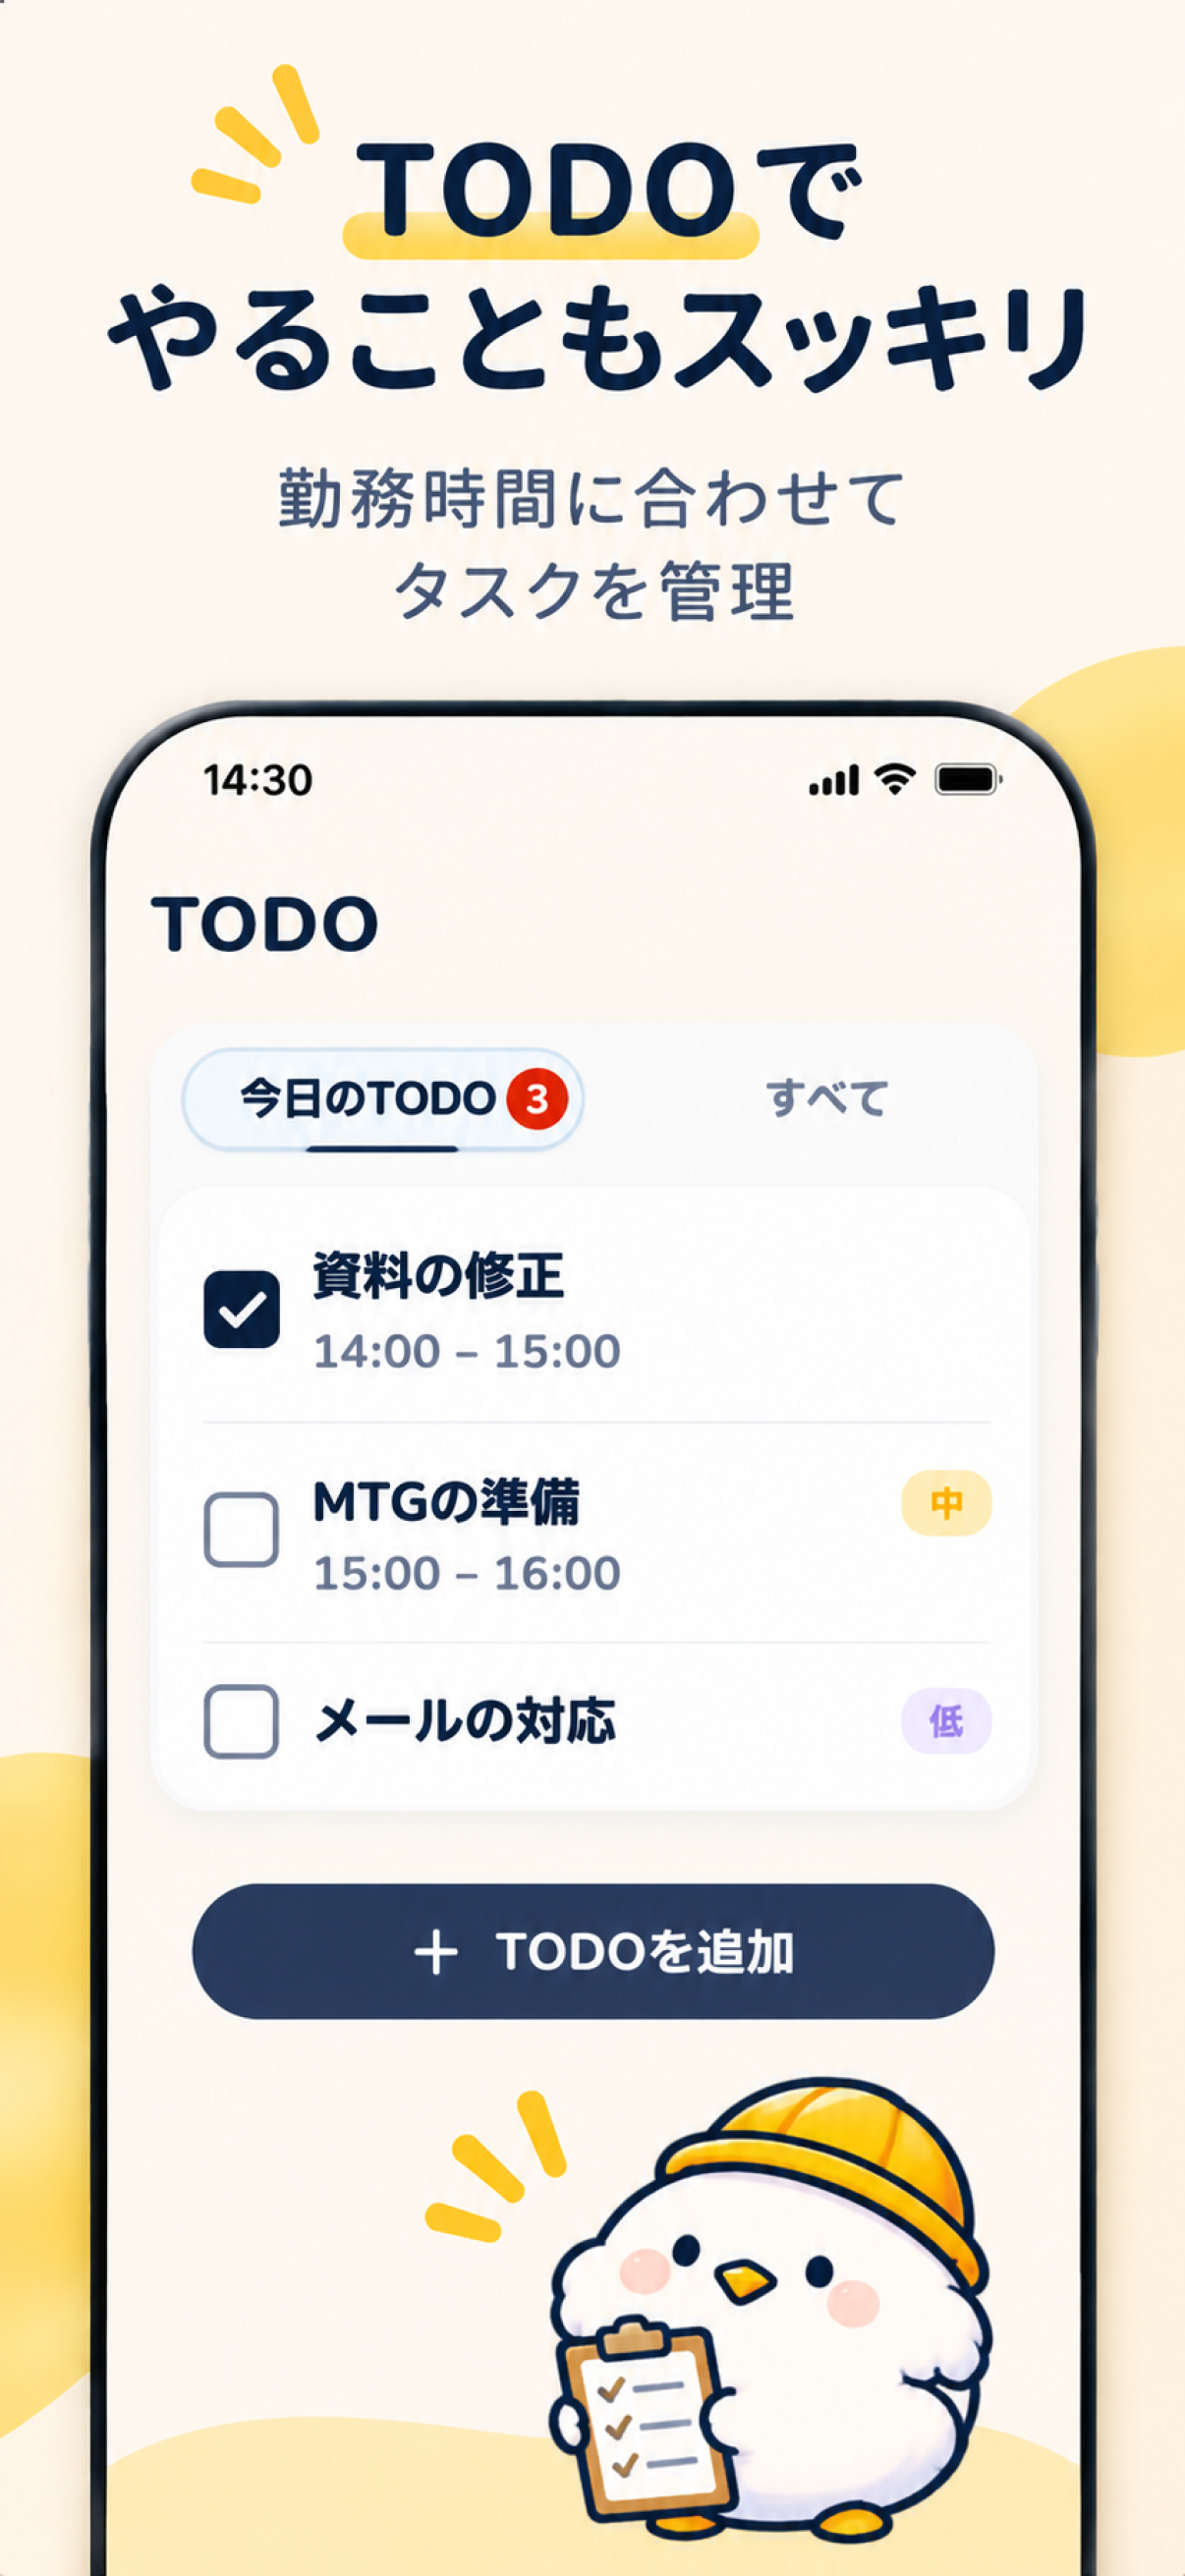 TODOで
やることもスッキリ
勤務時間に合わせて
タスクを管理
14:30
TODO
今日のTODO 3
すべて
資料の修正
14:00 – 15:00
MTGの準備
中
15:00 – 16:00
メールの対応
低
＋ TODOを追加